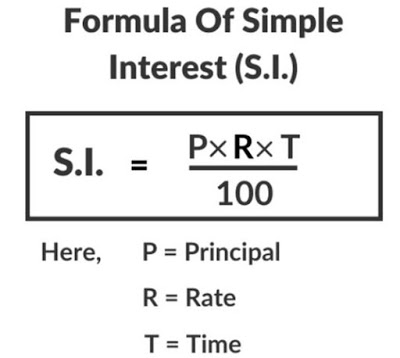 Formula Of Simple
Interest (S.I.)
S.I. = P× R× T
100
Here, P = Principal
R = Rate
T = Time